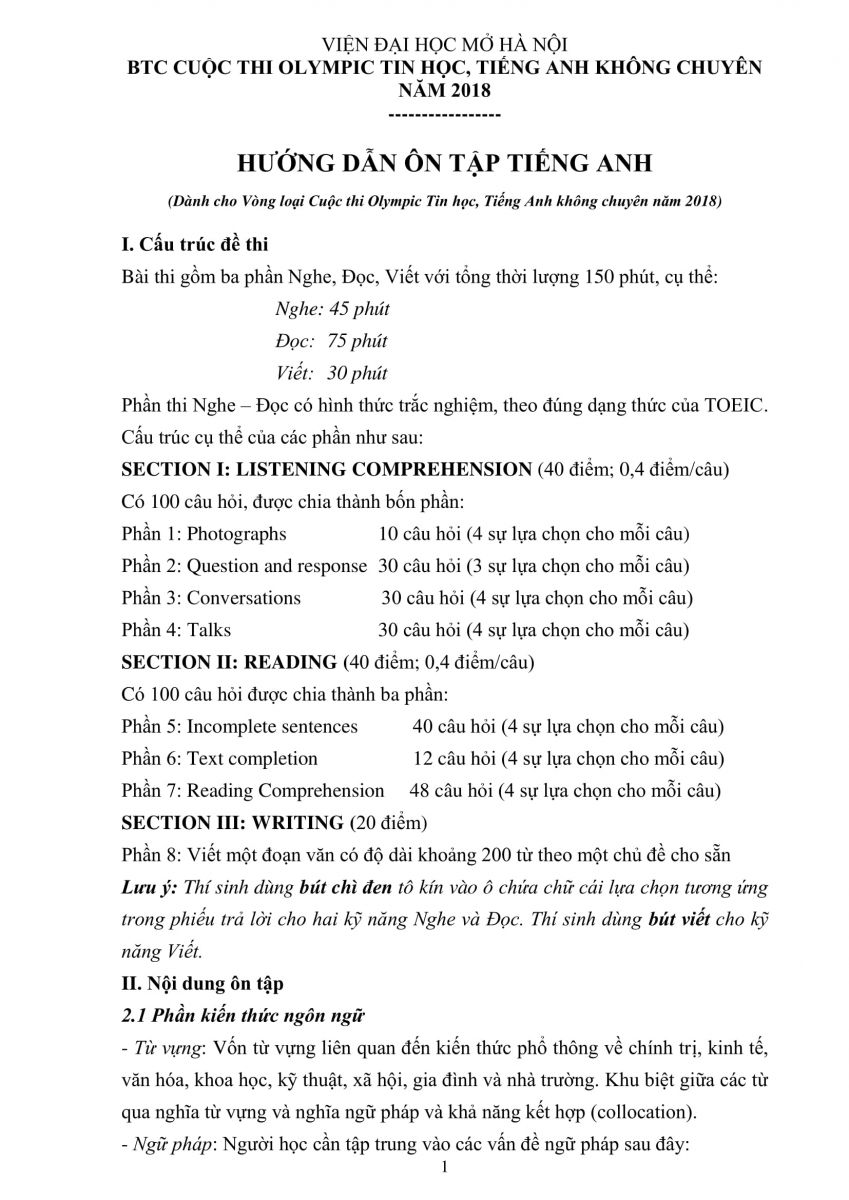 VIỆN ĐẠI HỌC MỞ HÀ NỘI
BTC CUỘC THI OLYMPIC TIN HỌC, TIẾNG ANH KHÔNG CHUYÊN
NĂM 2018
-----------------
HƯỚNG DẪN ÔN TẬP TIẾNG ANH
(Dành cho Vòng loại Cuộc thi Olympic Tin học, Tiếng Anh không chuyên năm 2018)
I. Cấu trúc đề thi
Bài thi gồm ba phần Nghe, Đọc, Viết với tổng thời lượng 150 phút, cụ thể:
Nghe: 45 phút
Đọc: 75 phút
Viết: 30 phút
Phần thi Nghe – Đọc có hình thức trắc nghiệm, theo đúng dạng thức của TOEIC.
Cấu trúc cụ thể của các phần như sau:
SECTION I: LISTENING COMPREHENSION (40 điểm; 0,4 điểm/câu)
Có 100 câu hỏi, được chia thành bốn phần:
Phần 1: Photographs 10 câu hỏi (4 sự lựa chọn cho mỗi câu)
Phần 2: Question and response 30 câu hỏi (3 sự lựa chọn cho mỗi câu)
Phần 3: Conversations 30 câu hỏi (4 sự lựa chọn cho mỗi câu)
Phần 4: Talks 30 câu hỏi (4 sự lựa chọn cho mỗi câu)
SECTION II: READING (40 điểm; 0,4 điểm/câu)
Có 100 câu hỏi được chia thành ba phần:
Phần 5: Incomplete sentences 40 câu hỏi (4 sự lựa chọn cho mỗi câu)
Phần 6: Text completion 12 câu hỏi (4 sự lựa chọn cho mỗi câu)
Phần 7: Reading Comprehension 48 câu hỏi (4 sự lựa chọn cho mỗi câu)
SECTION III: WRITING (20 điểm)
Phần 8: Viết một đoạn văn có độ dài khoảng 200 từ theo một chủ đề cho sẵn
Lưu ý: Thí sinh dùng bút chì đen tô kín vào ô chứa chữ cái lựa chọn tương ứng
trong phiếu trả lời cho hai kỹ năng Nghe và Đọc. Thí sinh dùng bút viết cho kỹ
năng Viết.
II. Nội dung ôn tập
2.1 Phần kiến thức ngôn ngữ
- Từ vựng: Vốn từ vựng liên quan đến kiến thức phổ thông về chính trị, kinh tế,
văn hóa, khoa học, kỹ thuật, xã hội, gia đình và nhà trường. Khu biệt giữa các từ
qua nghĩa từ vựng và nghĩa ngữ pháp và khả năng kết hợp (collocation).
- Ngữ pháp: Người học cần tập trung vào các vấn đề ngữ pháp sau đây:
1